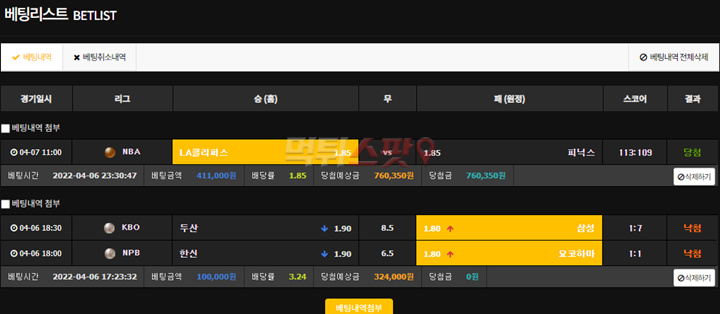 베팅리스트 BETLIST
베팅내역 베팅취소내역 베팅내역 전체삭제
경기일시 리그 승 (홈) 무 패 (원정) 스코어 결과
베팅내역 첨부
04-07 11:00 NBA LA클리퍼스 1.85 vs 1.85 피닉스 113:109 당첨
베팅시간 2022-04-06 23:30:47 베팅금액 411,000원 배당률 1.85 당첨예상금 760,350원 당첨금 760,350원 삭제하기
베팅내역 첨부
04-06 18:30 KBO 두산 1.90 8.5 1.80 삼성 1:7 낙첨
04-06 18:00 NPB 한신 1.90 6.5 1.80 요코하마 1:1 낙첨
베팅시간 2022-04-06 17:23:32 베팅금액 100,000원 배당률 3.24 당첨예상금 324,000원 당첨금 0원 삭제하기
베팅내역첨부
먹튀스팟